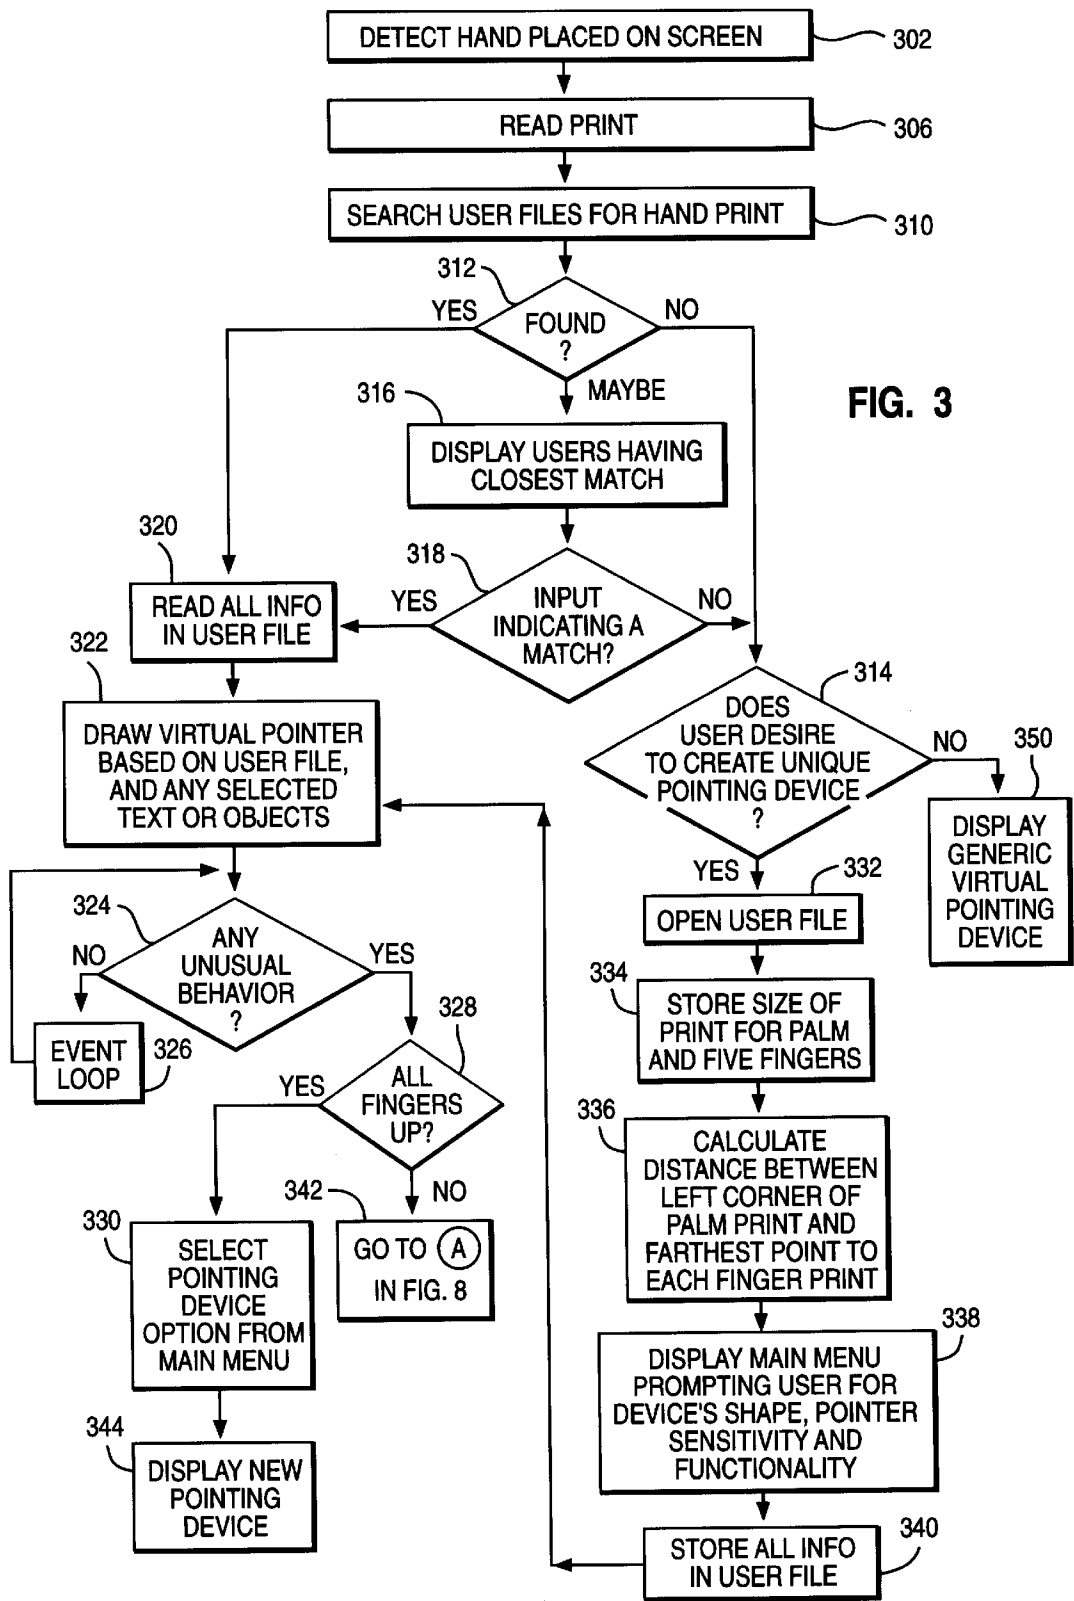 DETECT HAND PLACED ON SCREEN
302
READ PRINT
306
SEARCH USER FILES FOR HAND PRINT
310
312
YES
NO
FOUND
?
MAYBE
316
FIG. 3
DISPLAY USERS HAVING
CLOSEST MATCH
320
318
YES
NO
INPUT
INDICATING A
MATCH?
READ ALL INFO
IN USER FILE
322
314
DRAW VIRTUAL POINTER
BASED ON USER FILE,
AND ANY SELECTED
TEXT OR OBJECTS
DOES
USER DESIRE
TO CREATE UNIQUE
POINTING DEVICE
?
NO
350
DISPLAY
GENERIC
VIRTUAL
POINTING
DEVICE
YES
332
OPEN USER FILE
324
NO
ANY
UNUSUAL
BEHAVIOR
?
YES
334
STORE SIZE OF
PRINT FOR PALM
AND FIVE FINGERS
EVENT
LOOP
326
328
YES
ALL
FINGERS
UP?
NO
336
CALCULATE
DISTANCE BETWEEN
LEFT CORNER OF
PALM PRINT AND
FARTHEST POINT TO
EACH FINGER PRINT
342
GO TO A
IN FIG. 8
330
SELECT
POINTING
DEVICE
OPTION FROM
MAIN MENU
338
DISPLAY MAIN MENU
PROMPTING USER FOR
DEVICE'S SHAPE, POINTER
SENSITIVITY AND
FUNCTIONALITY
344
DISPLAY NEW
POINTING
DEVICE
340
STORE ALL INFO
IN USER FILE